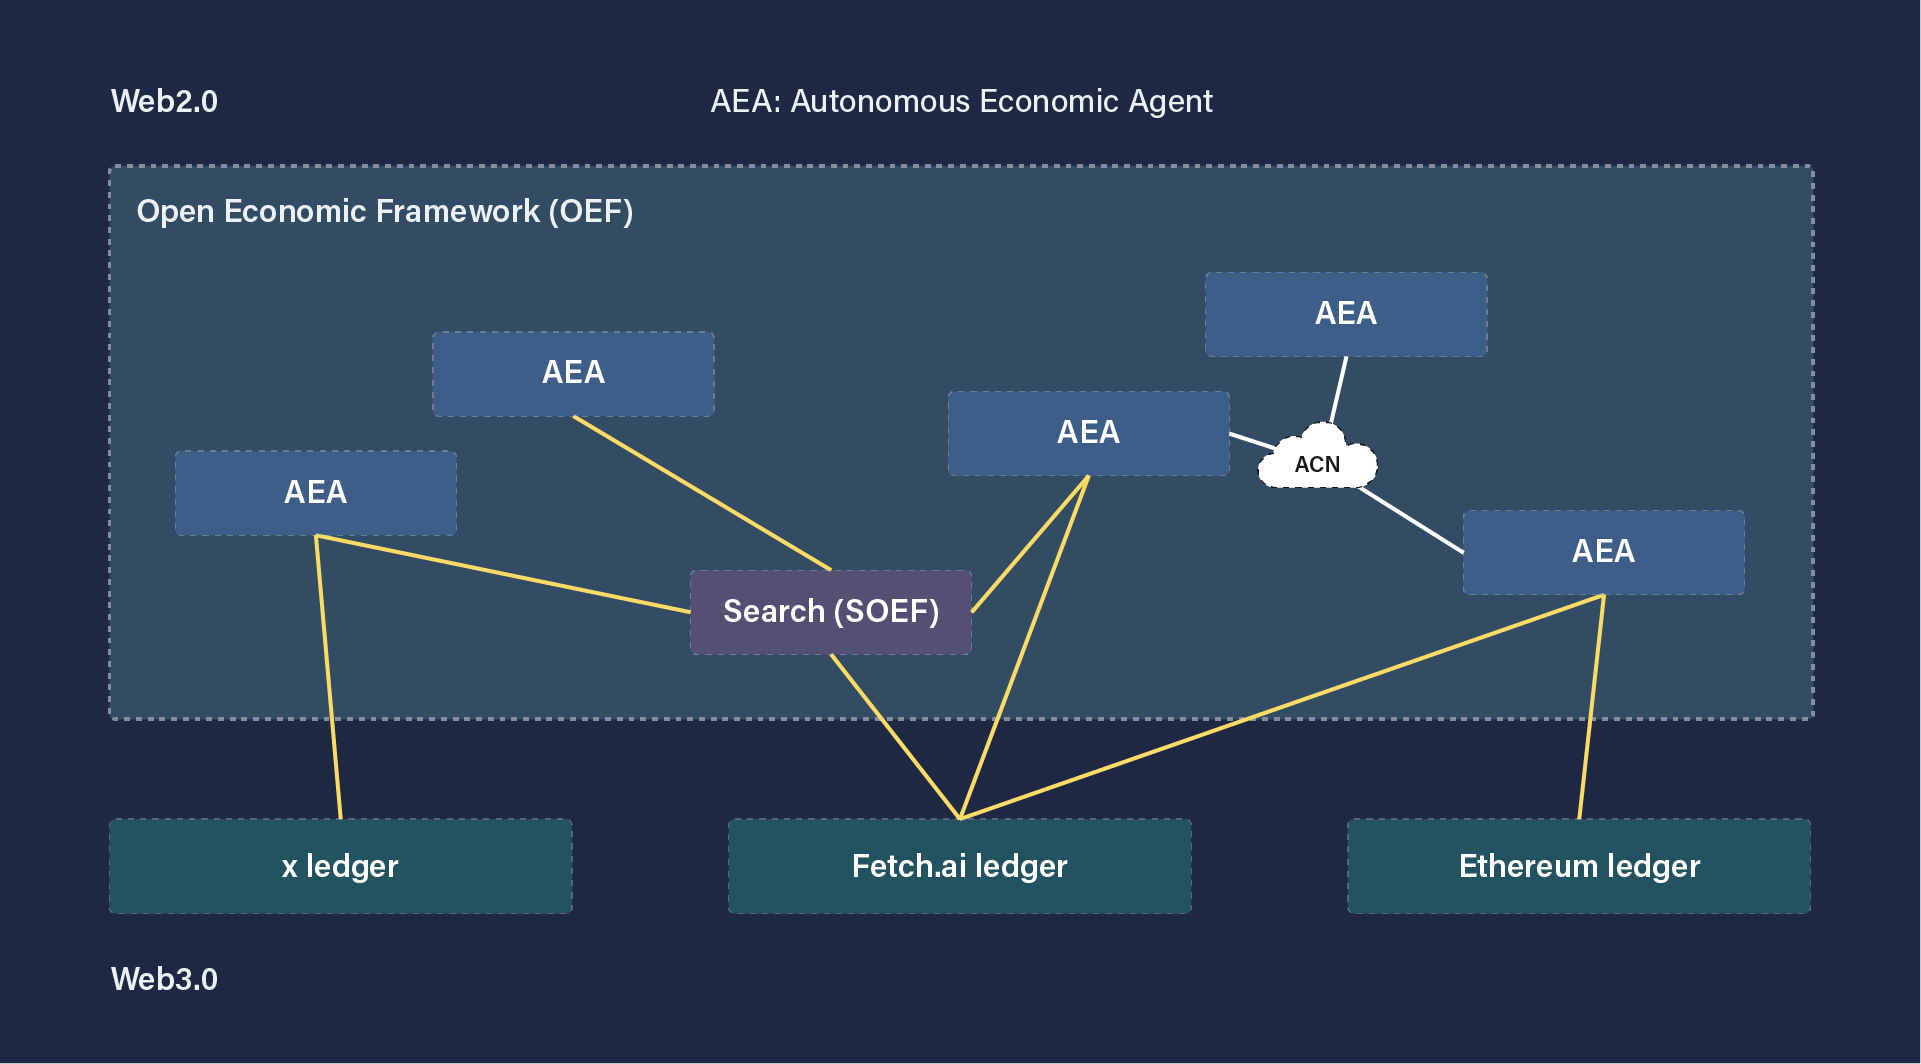 Web2.0
AEA: Autonomous Economic Agent
Open Economic Framework (OEF)
AEA
AEA
AEA
ACN
AEA
AEA
Search (SOEF)
x ledger
Fetch.ai ledger
Ethereum ledger
Web3.0